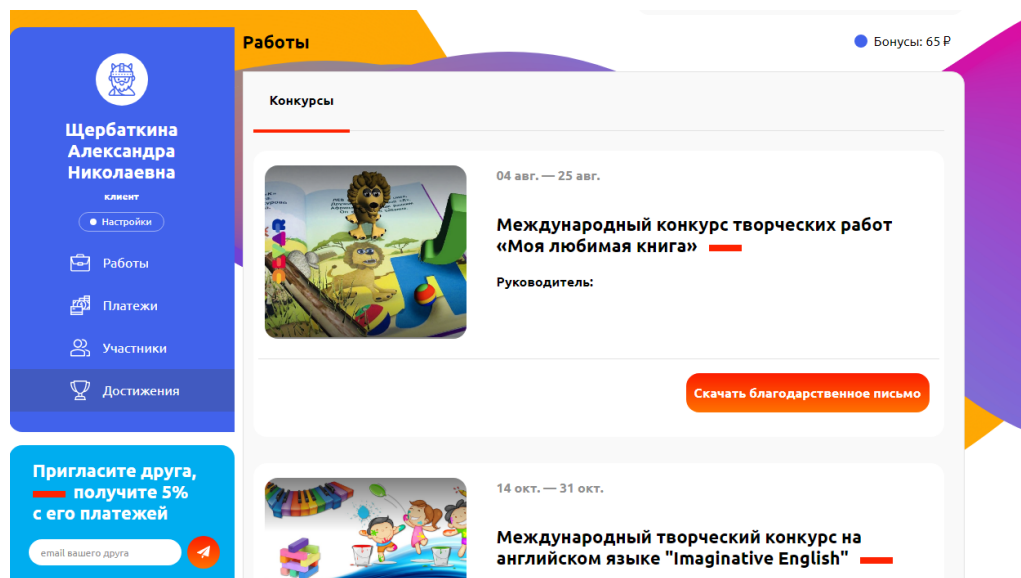 Работы
Бонусы: 65 ₽
Щербаткина
Александра
Николаевна
клиент
Настройки
Работы
Платежи
Участники
Достижения
Пригласите друга,
получите 5%
с его платежей
email вашего друга
Конкурсы
04 авг. — 25 авг.
Международный конкурс творческих работ
«Моя любимая книга»
Руководитель:
Скачать благодарственное письмо
14 окт. — 31 окт.
Международный творческий конкурс на
английском языке "Imaginative English"